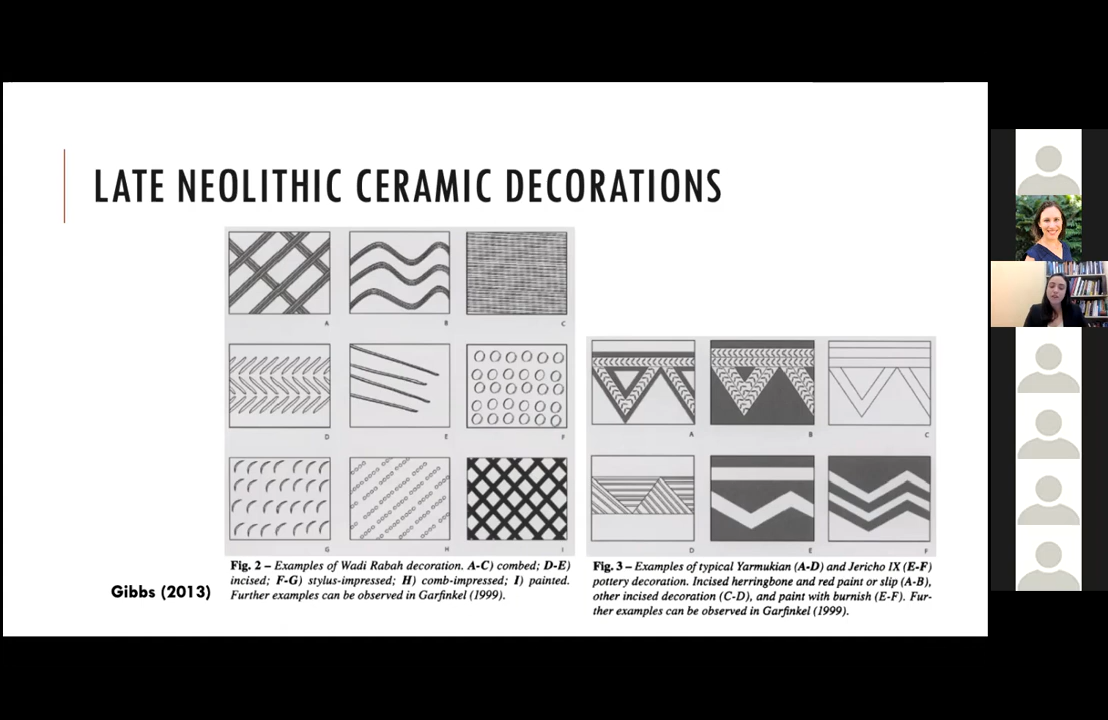 LATE NEOLITHIC CERAMIC DECORATIONS
A
B
C
D
E
F
G
H
I
Fig. 2 – Examples of Wadi Rabah decoration. A-C) combed; D-E)
incised; F-G) stylus-impressed; H) comb-impressed; I) painted.
Further examples can be observed in Garfinkel (1999).
Gibbs (2013)
A
B
C
D
E
F
Fig. 3 – Examples of typical Yarmukian (A-D) and Jericho IX (E-F)
pottery decoration. Incised herringbone and red paint or slip (A-B),
other incised decoration (C-D), and paint with burnish (E-F). Fur-
ther examples can be observed in Garfinkel (1999).